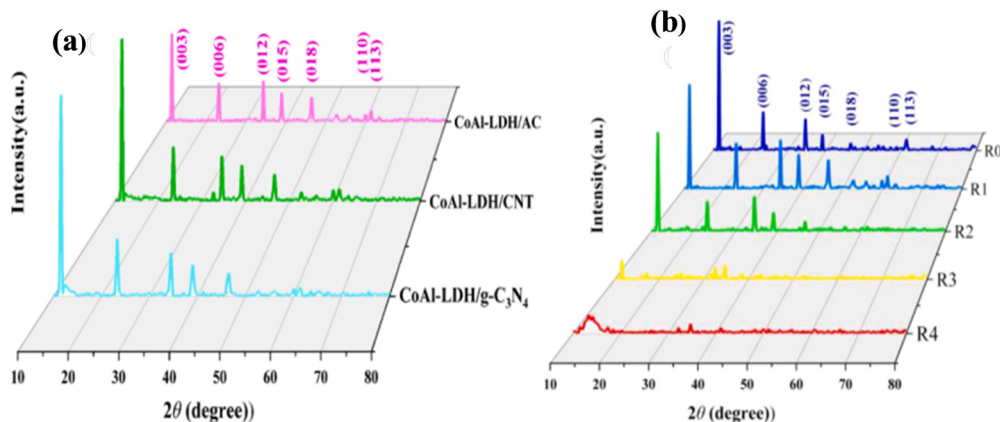 (a)
(003)
(006)
(012)
(015)
(018)
(110)
(113)
CoAl-LDH/AC
CoAl-LDH/CNT
CoAl-LDH/g-C₃N₄
Intensity(a.u.)
10 20 30 40 50 60 70 80
2θ (degree))
(b)
(003)
(006)
(012)
(015)
(018)
(110)
(113)
R0
R1
R2
R3
R4
Intensity(a.u.)
10 20 30 40 50 60 70 80
2θ (degree))